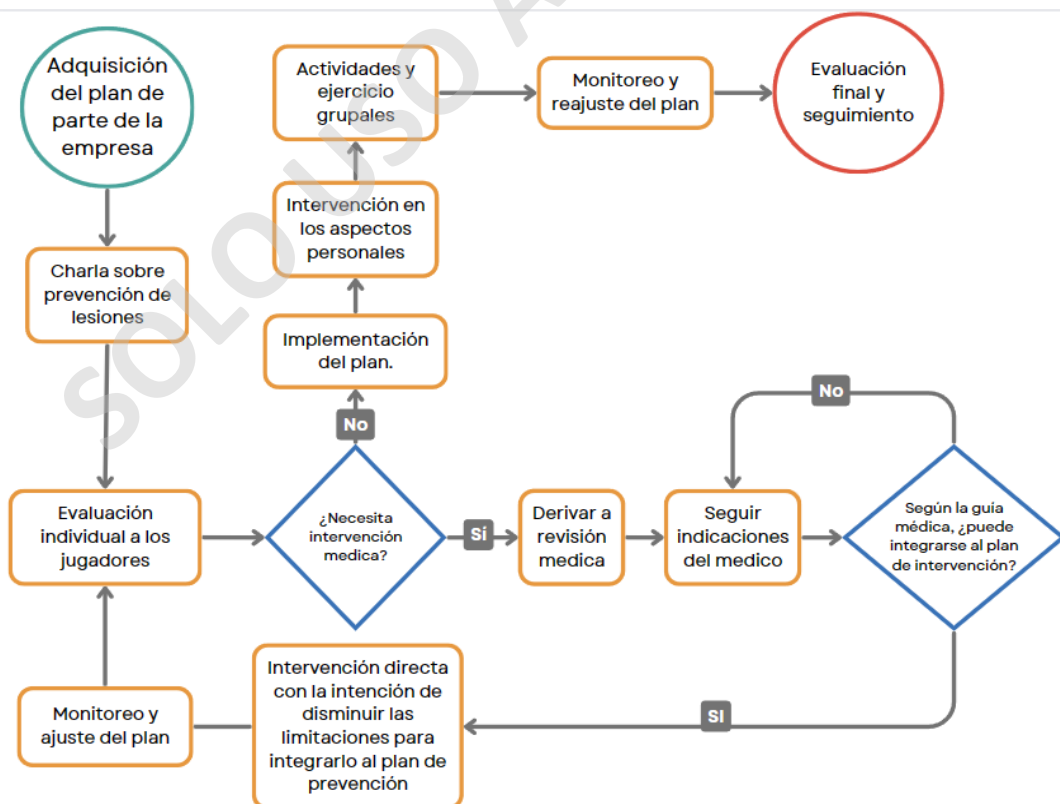 Adquisición
del plan de
parte de la
empresa
Charla sobre
prevención de
lesiones
Evaluación
individual a los
jugadores
¿Necesita
intervención
medica?
No
Implementación
del plan.
Intervención en
los aspectos
personales
Actividades y
ejercicio
grupales
Monitoreo y
reajuste del plan
Evaluación
final y
seguimiento
Sí
Derivar a
revisión
medica
Seguir
indicaciones
del medico
Según la guia
médica, ¿puede
integrarse al plan
de intervención?
No
SI
Intervención directa
con la intención de
disminuir las
limitaciones para
integrarlo al plan de
prevención
Monitoreo y
ajuste del plan
SOLO USO A